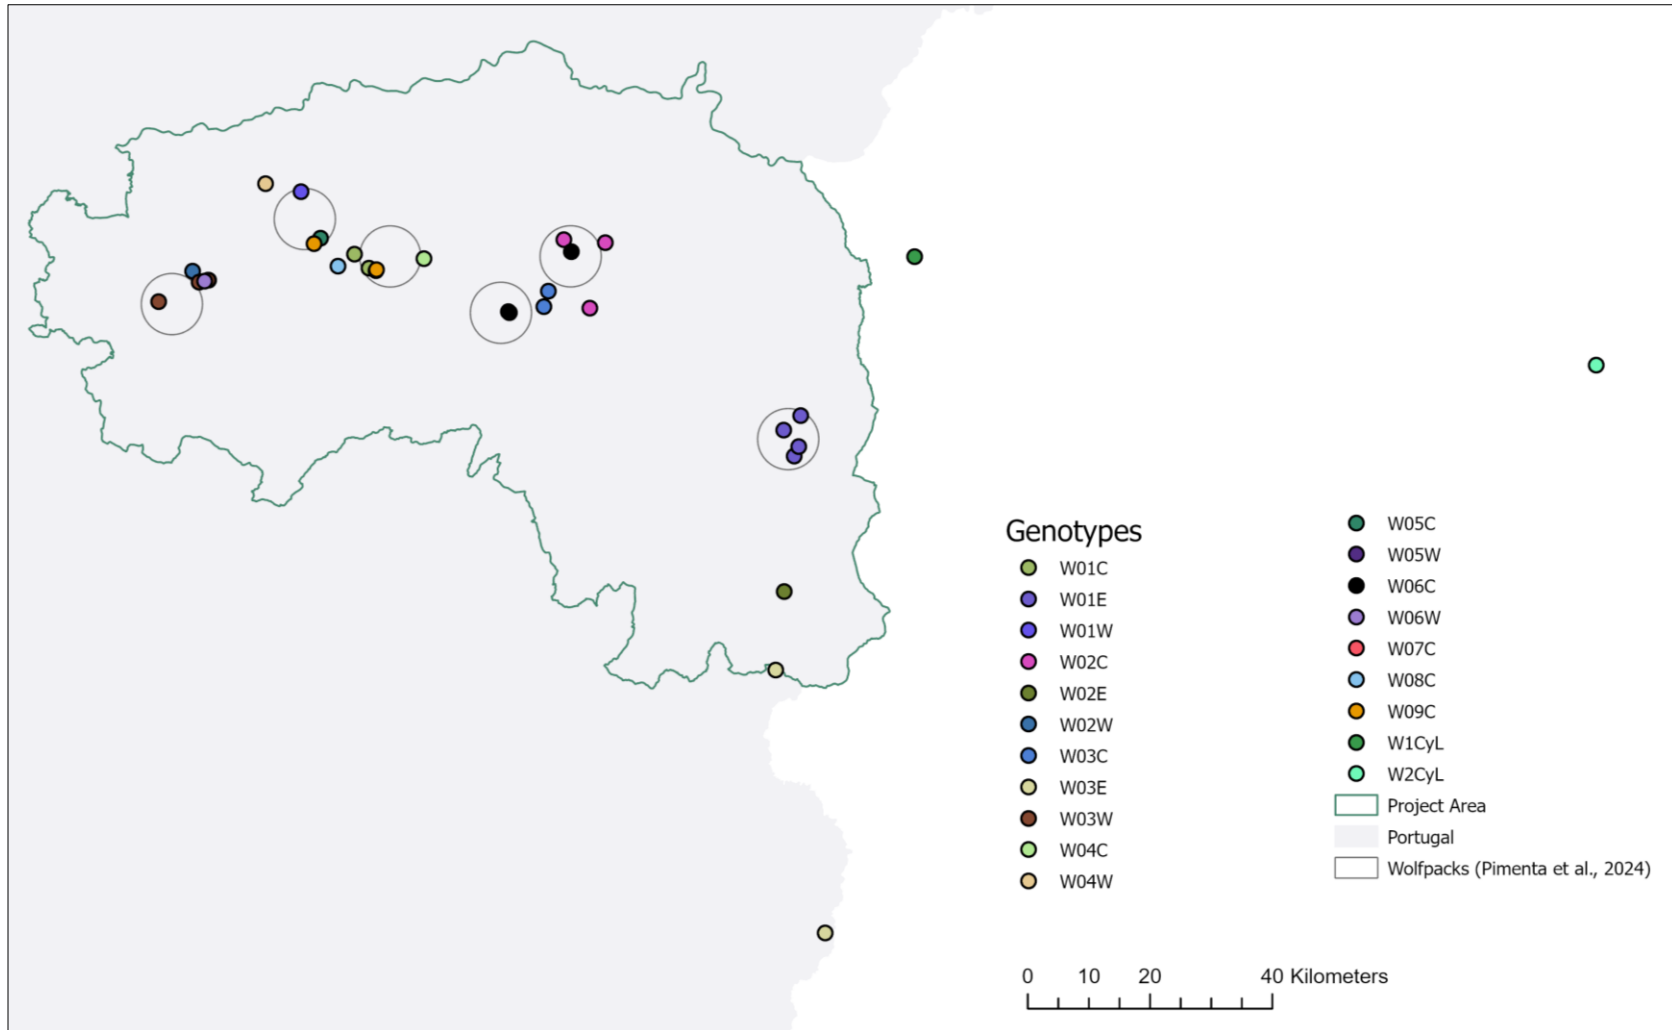 Genotypes
W01C
W01E
W01W
W02C
W02E
W02W
W03C
W03E
W03W
W04C
W04W
W05C
W05W
W06C
W06W
W07C
W08C
W09C
W1CyL
W2CyL
Project Area
Portugal
Wolfpacks (Pimenta et al., 2024)
0 10 20 40 Kilometers